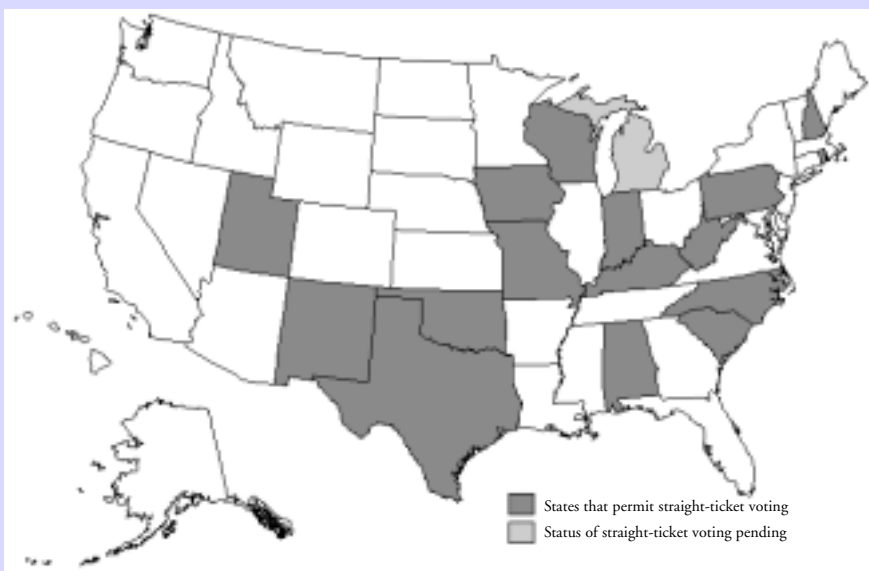 States that permit straight-ticket voting
Status of straight-ticket voting pending